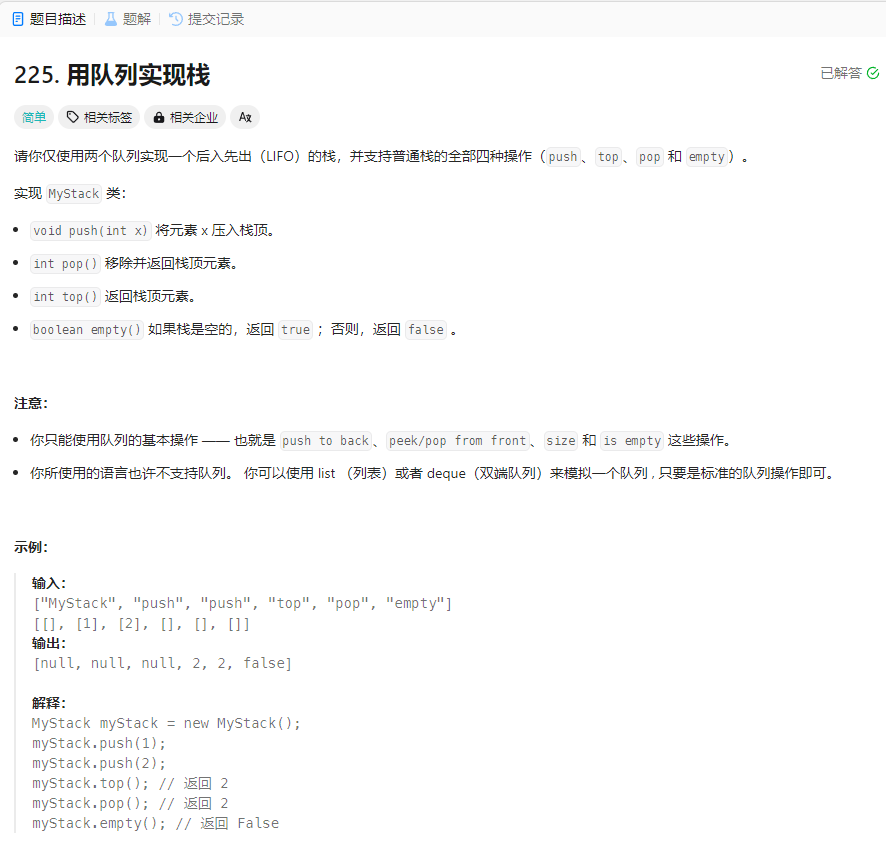 题目描述 题解 提交记录
225. 用队列实现栈 已解答
简单 相关标签 相关企业 Aあ
请你仅使用两个队列实现一个后入先出（LIFO）的栈，并支持普通栈的全部四种操作（push、top、pop 和 empty）。
实现 MyStack 类：
• void push(int x) 将元素 x 压入栈顶。
• int pop() 移除并返回栈顶元素。
• int top() 返回栈顶元素。
• boolean empty() 如果栈是空的，返回 true ；否则，返回 false 。
注意：
• 你只能使用队列的基本操作 —— 也就是 push to back、peek/pop from front、size 和 is empty 这些操作。
• 你所使用的语言也许不支持队列。 你可以使用 list （列表）或者 deque（双端队列）来模拟一个队列 , 只要是标准的队列操作即可。
示例：
输入：
["MyStack", "push", "push", "top", "pop", "empty"]
[[], [1], [2], [], [], []]
输出：
[null, null, null, 2, 2, false]
解释：
MyStack myStack = new MyStack();
myStack.push(1);
myStack.push(2);
myStack.top(); // 返回 2
myStack.pop(); // 返回 2
myStack.empty(); // 返回 False